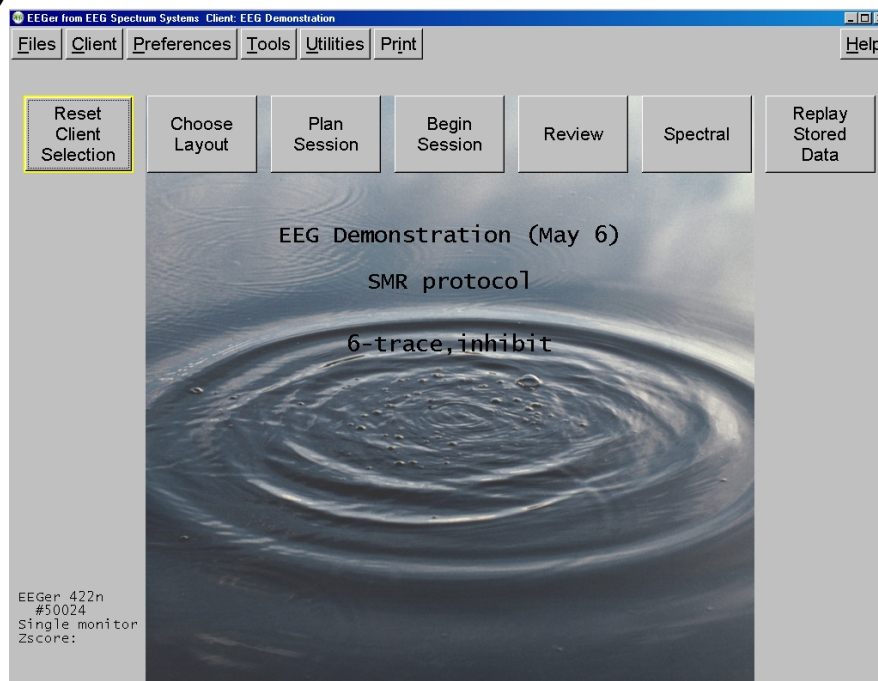 EEGer from EEG Spectrum Systems Client: EEG Demonstration
Files Client Preferences Tools Utilities Print Help
Reset Client Selection
Choose Layout
Plan Session
Begin Session
Review
Spectral
Replay Stored Data
EEG Demonstration (May 6)
SMR protocol
6-trace,inhibit
EEGer 422n
#50024
Single monitor
Zscore: